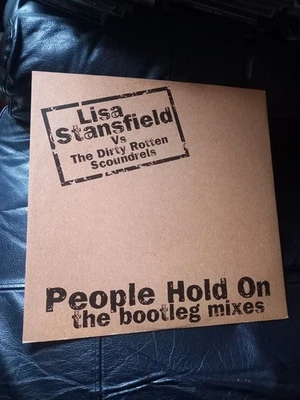 Lisa
Stansfield
Vs
The Dirty Rotten
Scoundrels
People Hold On
the bootleg mixes